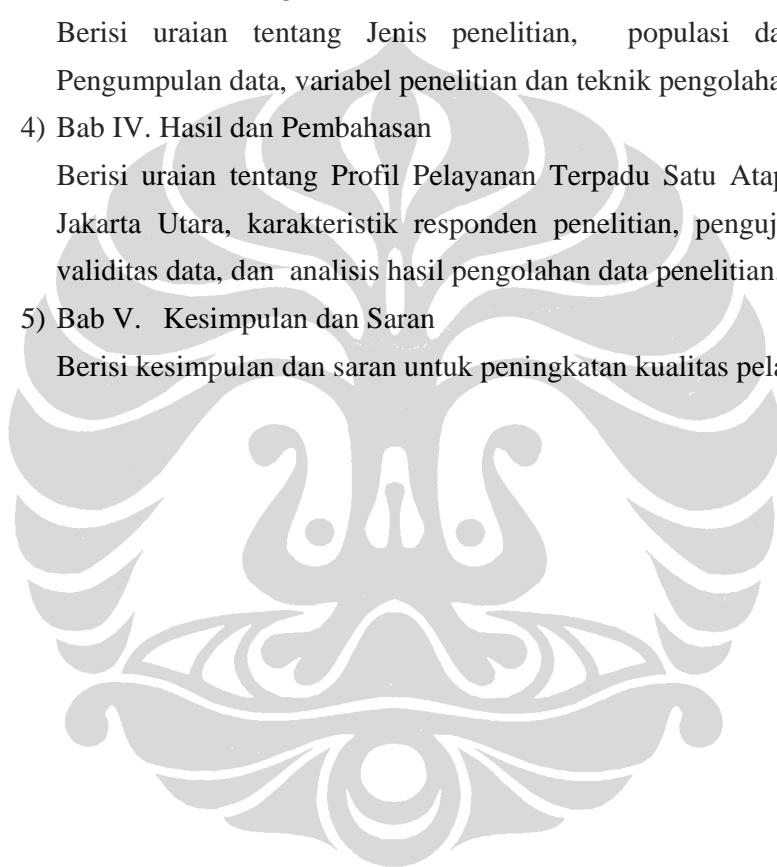 Berisi uraian tentang Jenis penelitian, populasi da
Pengumpulan data, variabel penelitian dan teknik pengolaha
4) Bab IV. Hasil dan Pembahasan
Berisi uraian tentang Profil Pelayanan Terpadu Satu Atap
Jakarta Utara, karakteristik responden penelitian, penguj
validitas data, dan analisis hasil pengolahan data penelitian.
5) Bab V. Kesimpulan dan Saran
Berisi kesimpulan dan saran untuk peningkatan kualitas pela